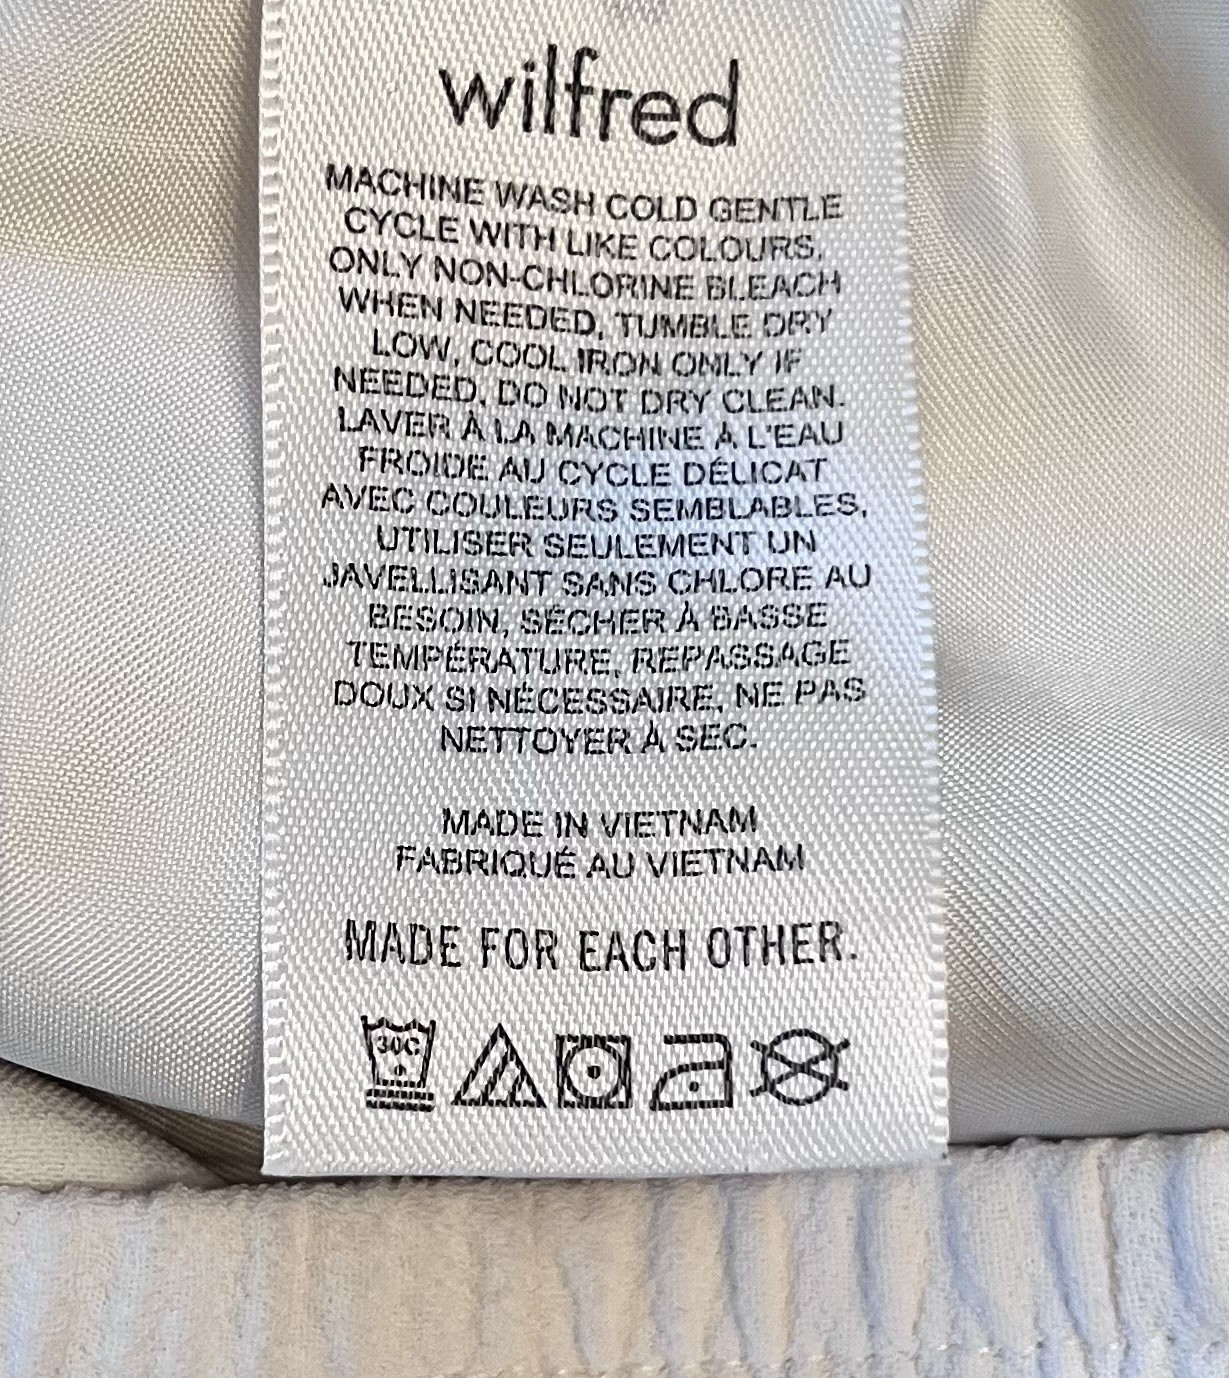 wilfred
MACHINE WASH COLD GENTLE
CYCLE WITH LIKE COLOURS,
ONLY NON-CHLORINE BLEACH
WHEN NEEDED, TUMBLE DRY
LOW, COOL IRON ONLY IF
NEEDED, DO NOT DRY CLEAN.
LAVER À LA MACHINE À L'EAU
FROIDE AU CYCLE DÉLICAT
AVEC COULEURS SEMBLABLES,
UTILISER SEULEMENT UN
JAVELLISANT SANS CHLORE AU
BESOIN, SÉCHER À BASSE
TEMPÉRATURE, REPASSAGE
DOUX SI NÉCESSAIRE, NE PAS
NETTOYER À SEC.
MADE IN VIETNAM
FABRIQUÉ AU VIETNAM
MADE FOR EACH OTHER.
30C